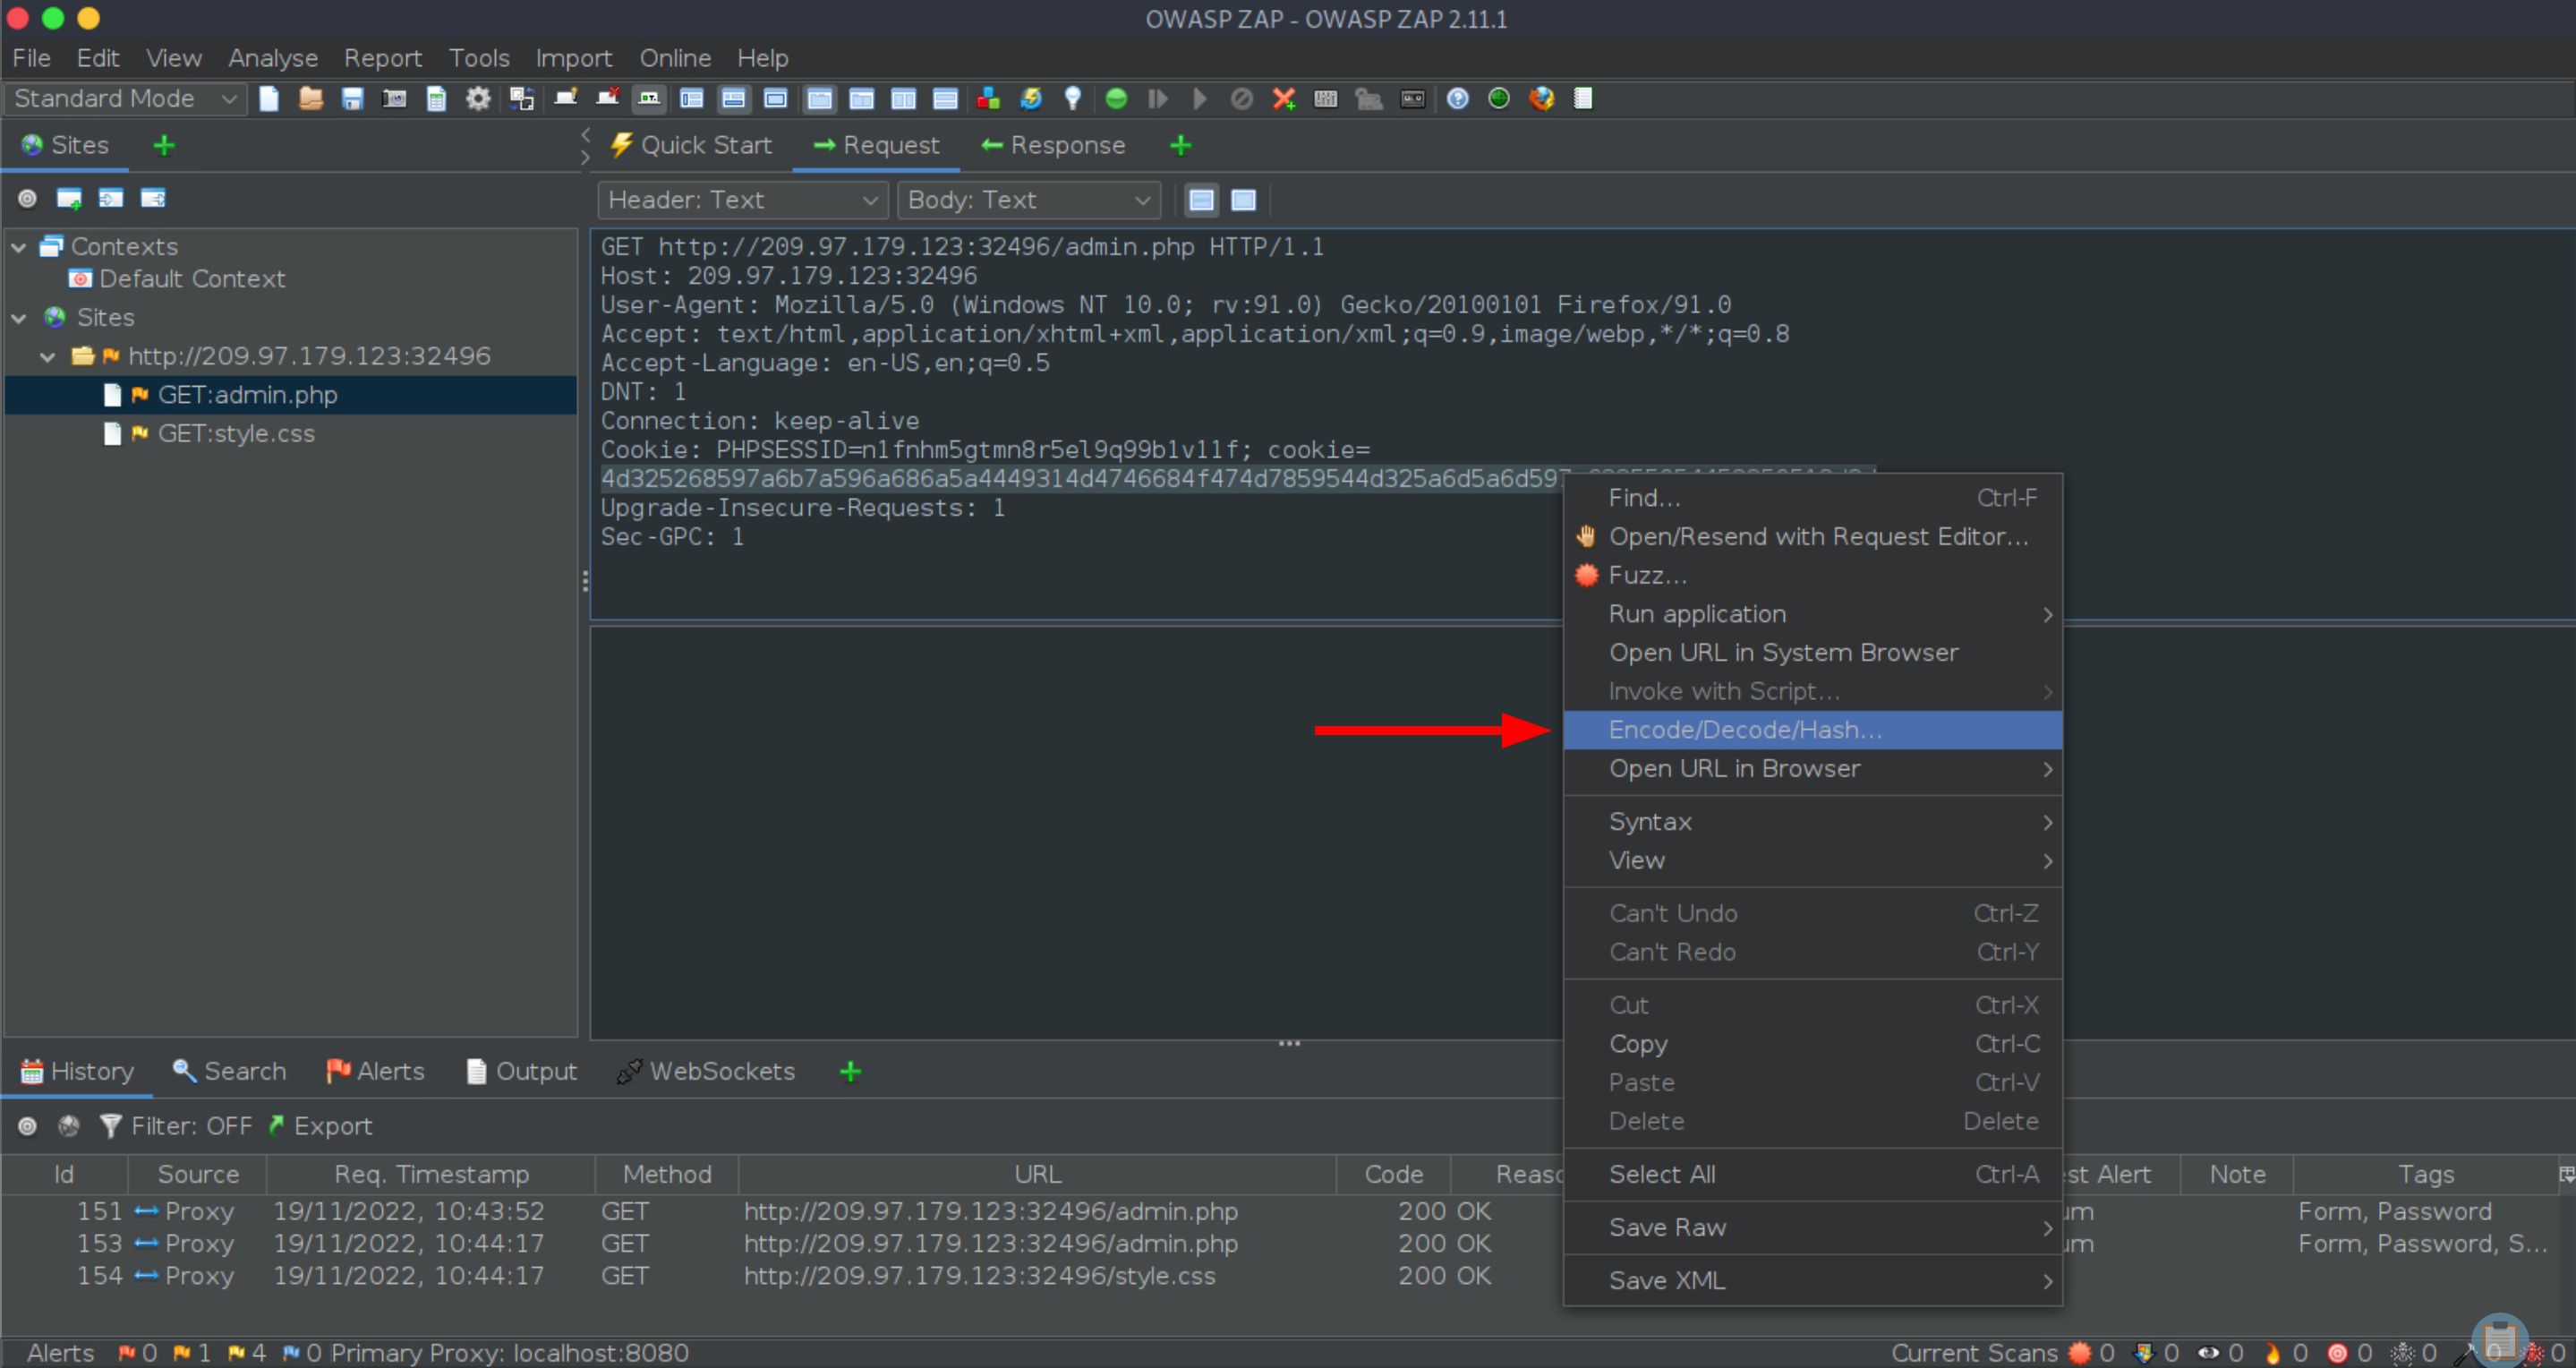 OWASP ZAP - OWASP ZAP 2.11.1
File Edit View Analyse Report Tools Import Online Help
Standard Mode
Sites
Quick Start Request Response
Header: Text Body: Text
Contexts
Default Context
Sites
http://209.97.179.123:32496
GET:admin.php
GET:style.css
GET http://209.97.179.123:32496/admin.php HTTP/1.1
Host: 209.97.179.123:32496
User-Agent: Mozilla/5.0 (Windows NT 10.0; rv:91.0) Gecko/20100101 Firefox/91.0
Accept: text/html,application/xhtml+xml,application/xml;q=0.9,image/webp,*/*;q=0.8
Accept-Language: en-US,en;q=0.5
DNT: 1
Connection: keep-alive
Cookie: PHPSESSID=n1fnhm5gtmn8r5el9q99b1v11f; cookie=
4d325268597a6b7a596a686a5a4449314d4746684f474d7859544d325a6d5a6d597
Upgrade-Insecure-Requests: 1
Sec-GPC: 1
Find... Ctrl-F
Open/Resend with Request Editor...
Fuzz...
Run application
Open URL in System Browser
Invoke with Script...
Encode/Decode/Hash...
Open URL in Browser
Syntax
View
Can't Undo Ctrl-Z
Can't Redo Ctrl-Y
Cut Ctrl-X
Copy Ctrl-C
Paste Ctrl-V
Delete Delete
Select All Ctrl-A
Save Raw
Save XML
History Search Alerts Output WebSockets
Filter: OFF Export
Id Source Req. Timestamp Method URL Code Reaso st Alert Note Tags
151 Proxy 19/11/2022, 10:43:52 GET http://209.97.179.123:32496/admin.php 200 OK um Form, Password
153 Proxy 19/11/2022, 10:44:17 GET http://209.97.179.123:32496/admin.php 200 OK um Form, Password, S...
154 Proxy 19/11/2022, 10:44:17 GET http://209.97.179.123:32496/style.css 200 OK
Alerts 0 1 4 0 Primary Proxy: localhost:8080 Current Scans 0 0 0 0 0 0 0 0